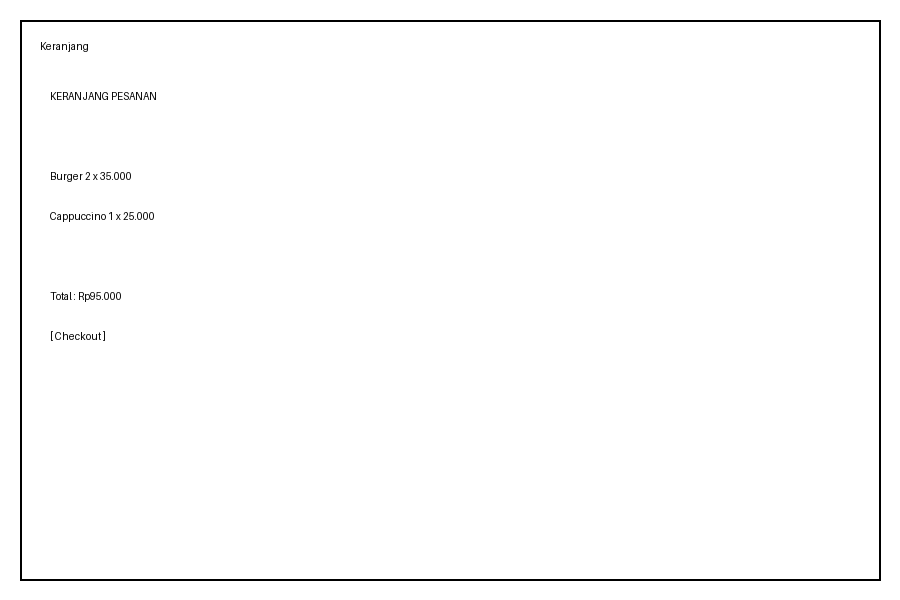 Keranjang
KERANJANG PESANAN
Burger 2 x 35.000
Cappuccino 1 x 25.000
Total: Rp95.000
[Checkout]